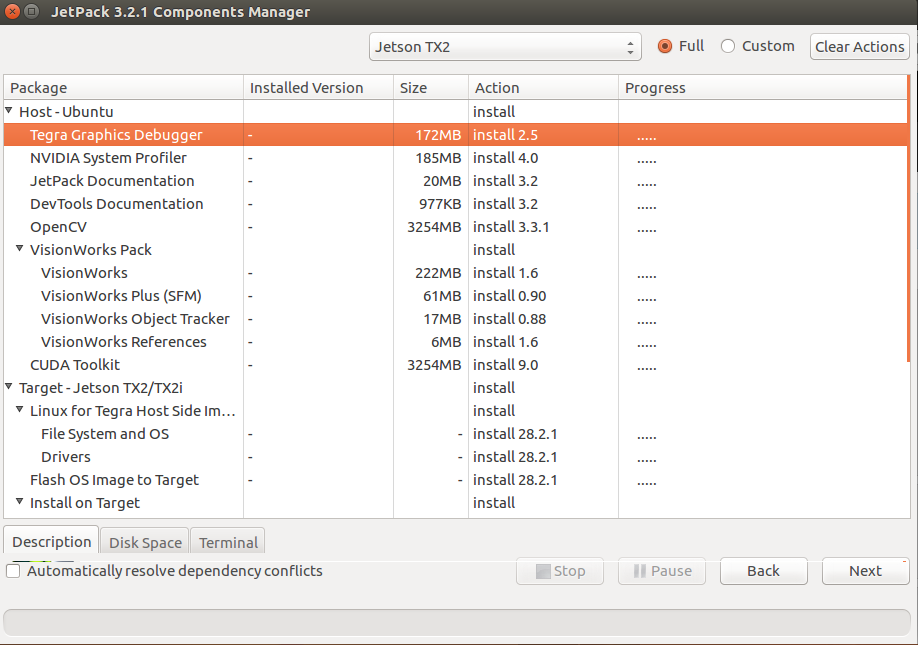 JetPack 3.2.1 Components Manager
Jetson TX2 Full Custom Clear Actions
Package Installed Version Size Action Progress
Host - Ubuntu install
Tegra Graphics Debugger - 172MB install 2.5 .....
NVIDIA System Profiler - 185MB install 4.0 .....
JetPack Documentation - 20MB install 3.2 .....
DevTools Documentation - 977KB install 3.2 .....
OpenCV - 3254MB install 3.3.1 .....
VisionWorks Pack install
VisionWorks - 222MB install 1.6 .....
VisionWorks Plus (SFM) - 61MB install 0.90 .....
VisionWorks Object Tracker - 17MB install 0.88 .....
VisionWorks References - 6MB install 1.6 .....
CUDA Toolkit - 3254MB install 9.0 .....
Target - Jetson TX2/TX2i install
Linux for Tegra Host Side Im... install
File System and OS - - install 28.2.1 .....
Drivers - - install 28.2.1 .....
Flash OS Image to Target - - install 28.2.1 .....
Install on Target install
Description Disk Space Terminal
Automatically resolve dependency conflicts Stop Pause Back Next